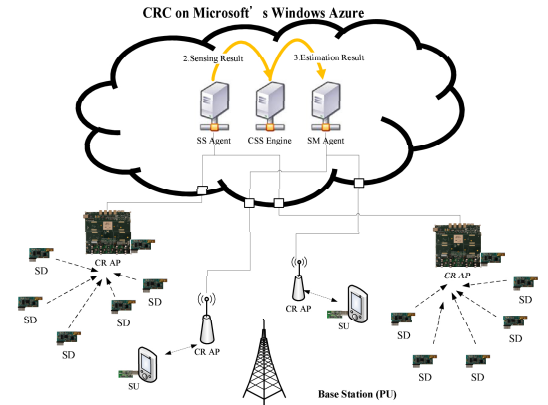 CRC on Microsoft's Windows Azure
2.Sensing Result
3.Estimation Result
SS Agent
CSS Engine
SM Agent
CR AP
CR AP
SD
SD
SD
SD
SD
SD
SD
SD
SD
SD
CR AP
SU
CR AP
SU
Base Station (PU)